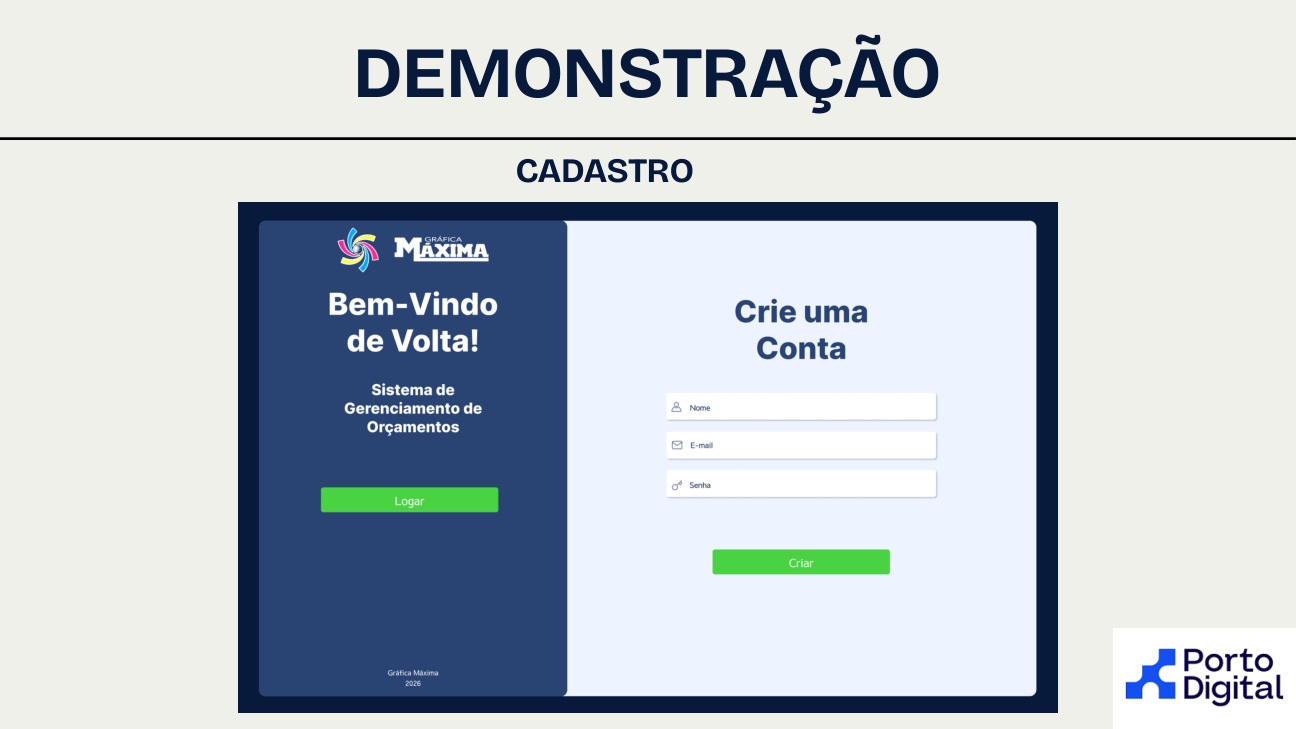 DEMONSTRAÇÃO
CADASTRO
GRÁFICA
MÁXIMA
Bem-Vindo
de Volta!
Sistema de
Gerenciamento de
Orçamentos
Logar
Gráfica Máxima
2026
Crie uma
Conta
Nome
E-mail
Senha
Criar
Porto
Digital